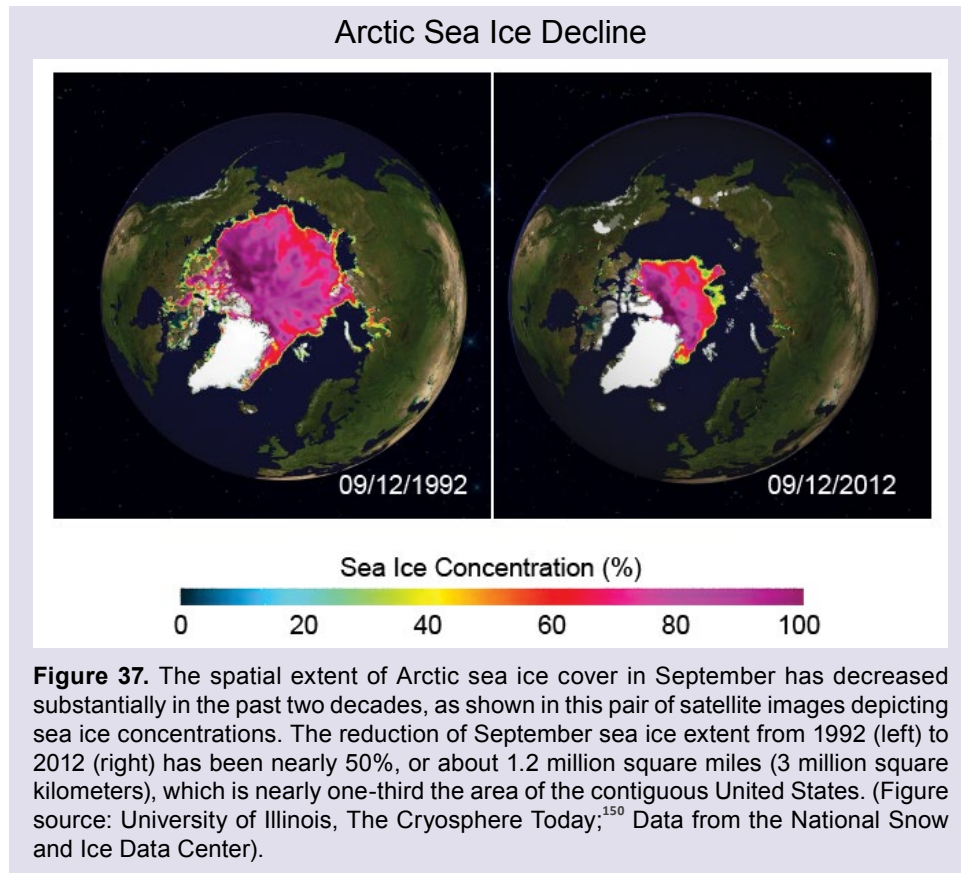 Arctic Sea Ice Decline
09/12/1992
09/12/2012
Sea Ice Concentration (%)
0 20 40 60 80 100
Figure 37. The spatial extent of Arctic sea ice cover in September has decreased
substantially in the past two decades, as shown in this pair of satellite images depicting
sea ice concentrations. The reduction of September sea ice extent from 1992 (left) to
2012 (right) has been nearly 50%, or about 1.2 million square miles (3 million square
kilometers), which is nearly one-third the area of the contiguous United States. (Figure
source: University of Illinois, The Cryosphere Today;150 Data from the National Snow
and Ice Data Center).